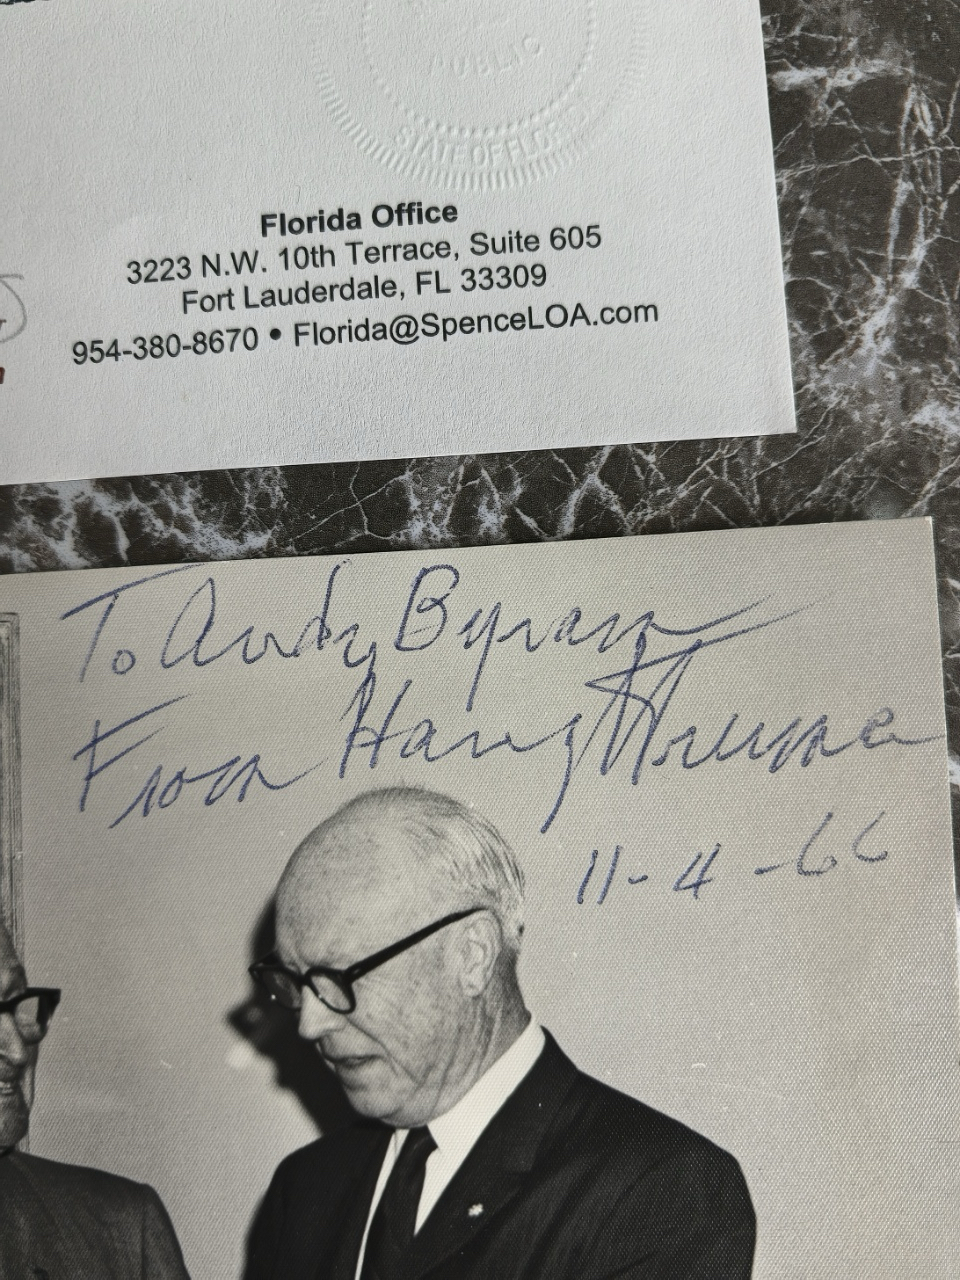 PUBLIC
STATE OF FLOR
Florida Office
3223 N.W. 10th Terrace, Suite 605
Fort Lauderdale, FL 33309
954-380-8670 • Florida@SpenceLOA.com
To Andy Byram
From Harry Truman
11-4-66